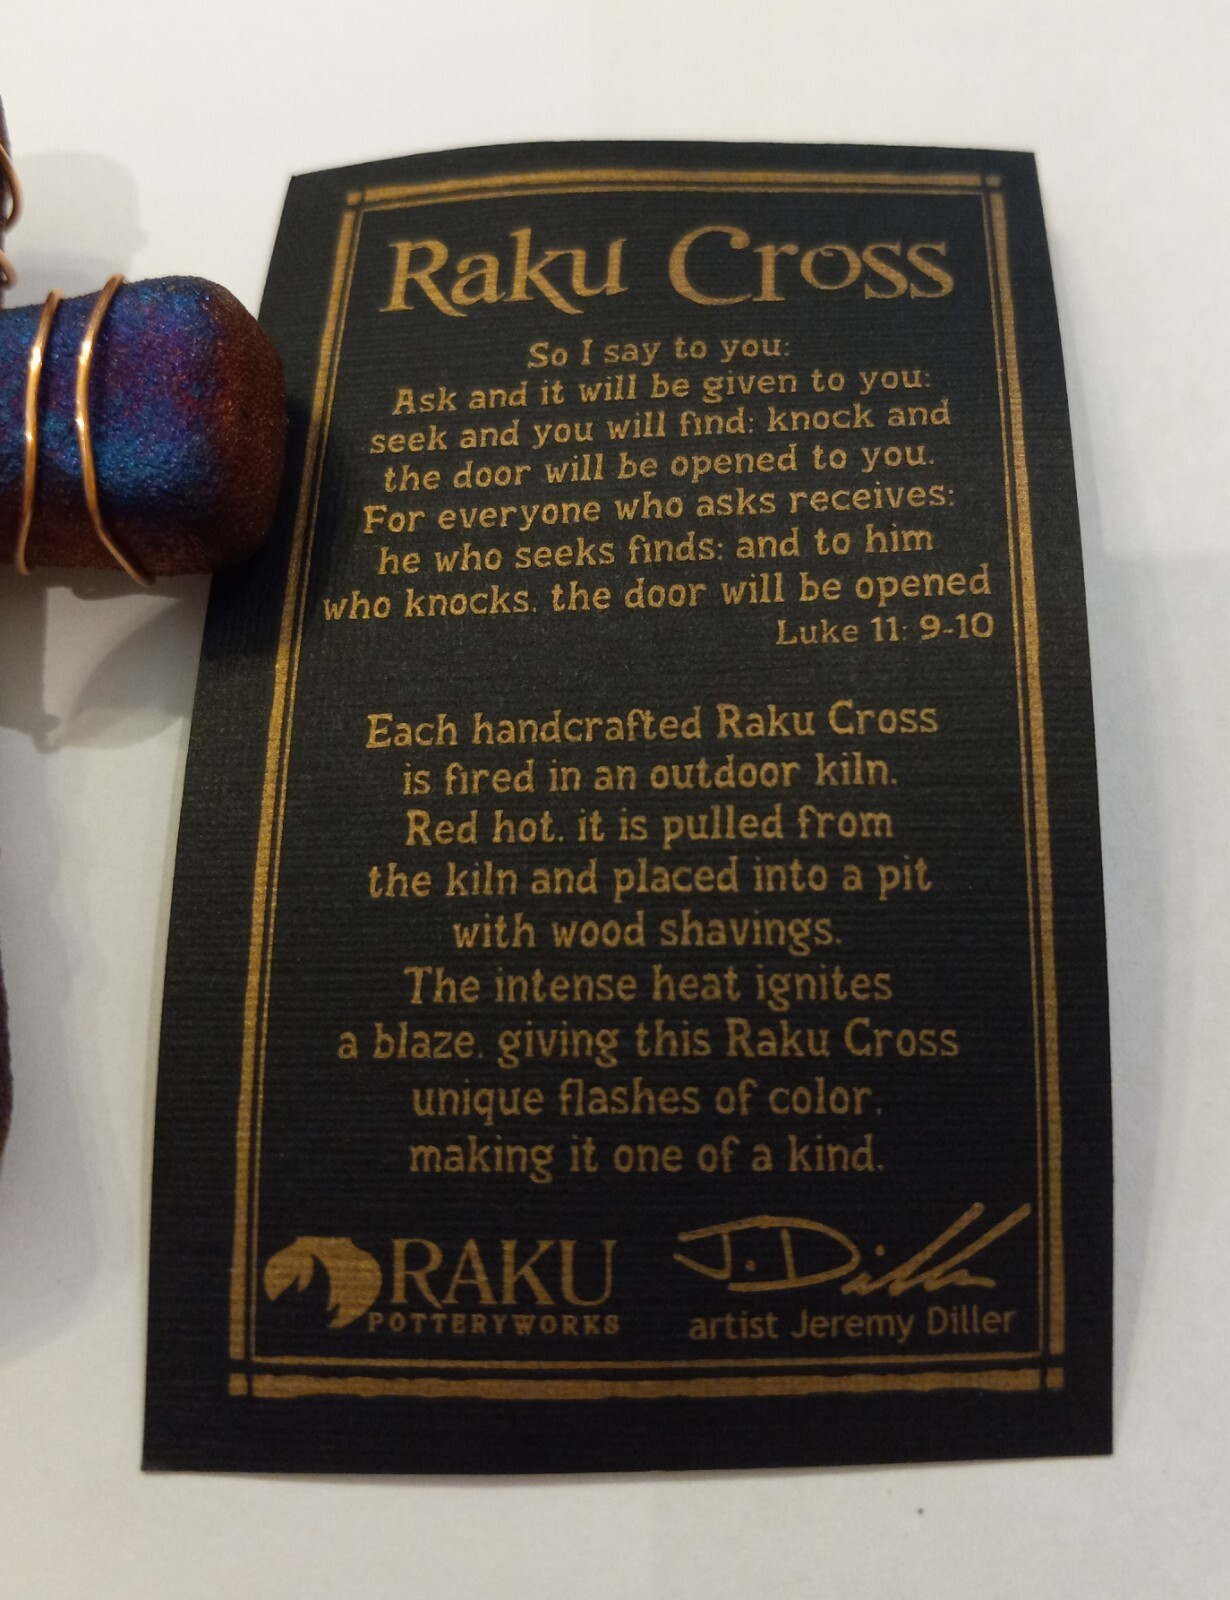 Raku Cross
So I say to you:
Ask and it will be given to you:
seek and you will find: knock and
the door will be opened to you.
For everyone who asks receives:
he who seeks finds: and to him
who knocks. the door will be opened
Luke 11: 9-10
Each handcrafted Raku Cross
is fired in an outdoor kiln.
Red hot. it is pulled from
the kiln and placed into a pit
with wood shavings.
The intense heat ignites
a blaze. giving this Raku Cross
unique flashes of color.
making it one of a kind.
RAKU
POTTERYWORKS
J. Diller
artist Jeremy Diller